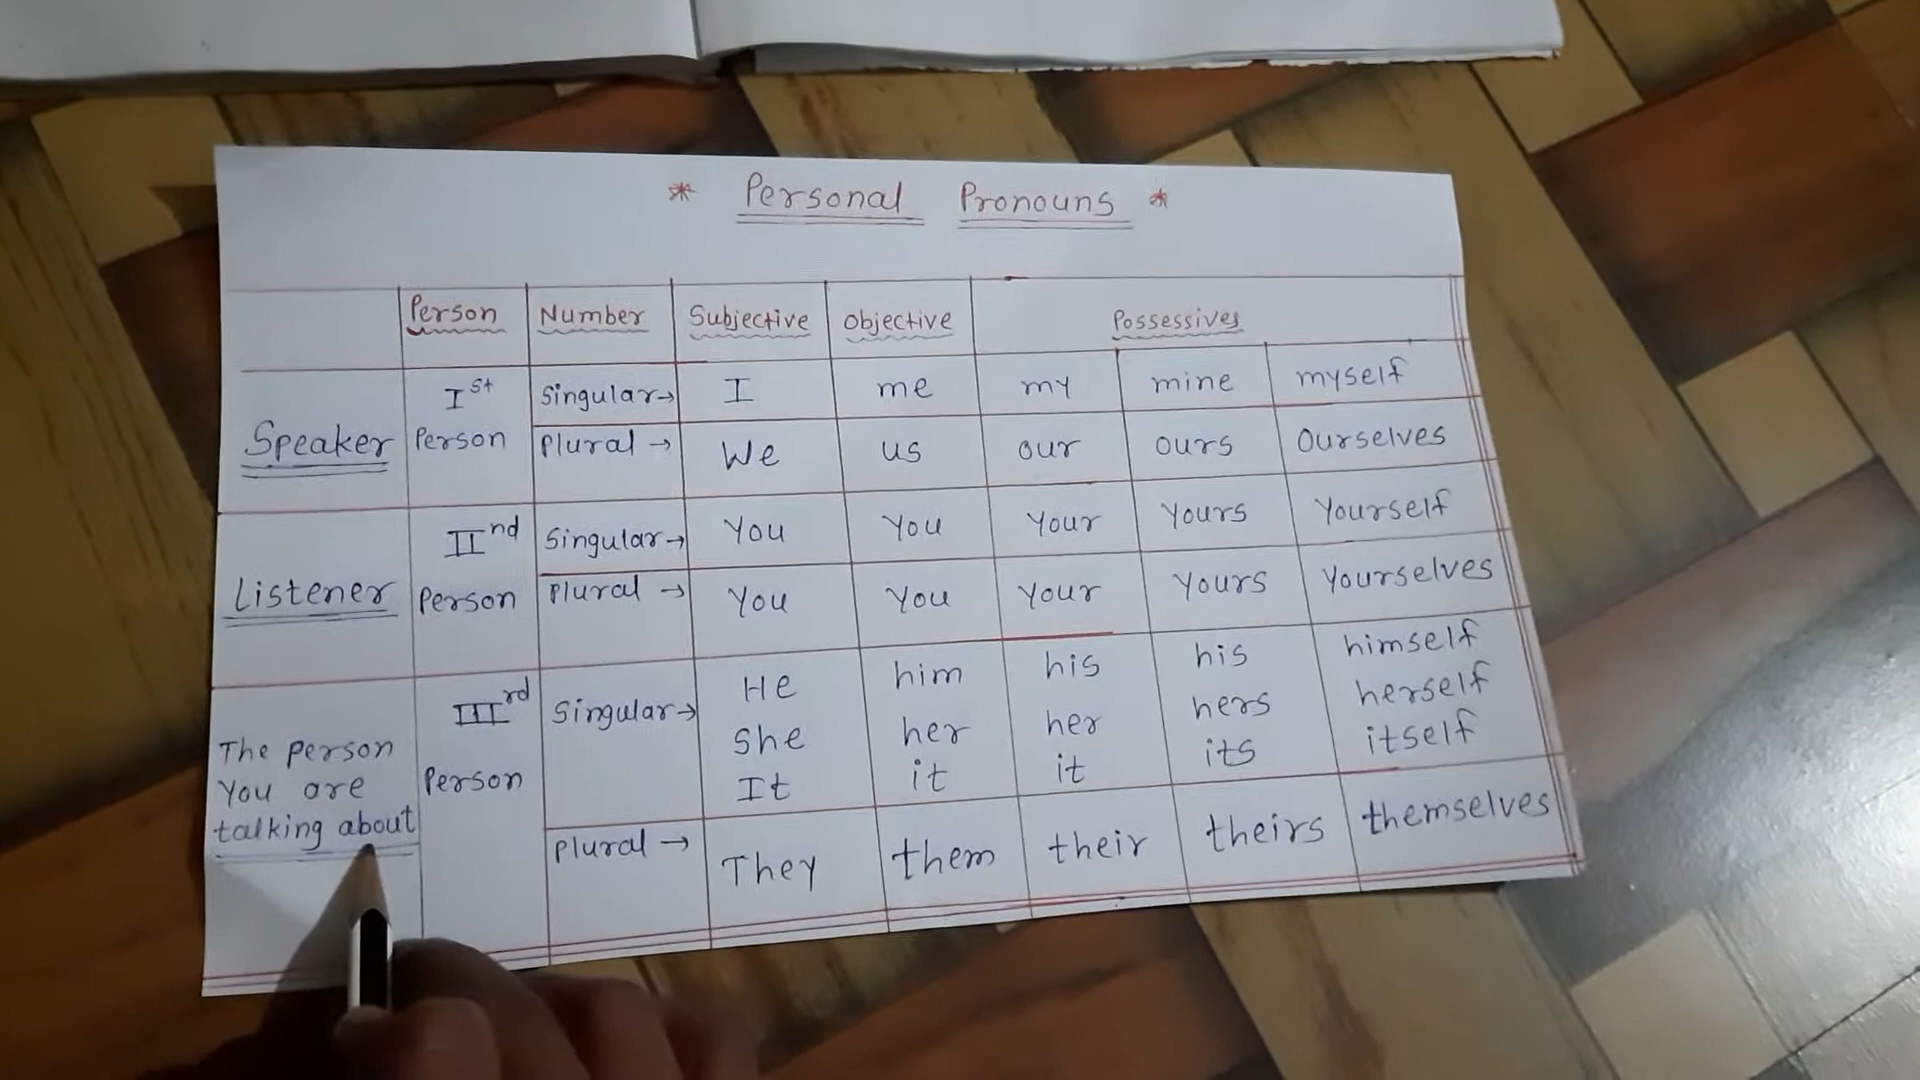 * Personal Pronouns *
Person Number Subjective Objective Possessives
Speaker Ist Person Singular→ I me my mine myself
Plural → We us our ours Ourselves
Listener IInd Person Singular→ You You Your Yours Yourself
Plural → You You Your Yours Yourselves
The person You are talking about IIIrd Person Singular→ He him his his himself
She her her hers herself
It it it its itself
Plural → They them their theirs themselves